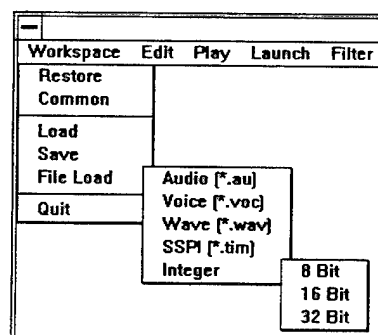 Workspace Edit Play Launch Filter
Restore
Common
Load
Save
File Load
Quit
Audio (*.au)
Voice (*.voc)
Wave (*.wav)
SSPI (*.tim)
Integer
8 Bit
16 Bit
32 Bit